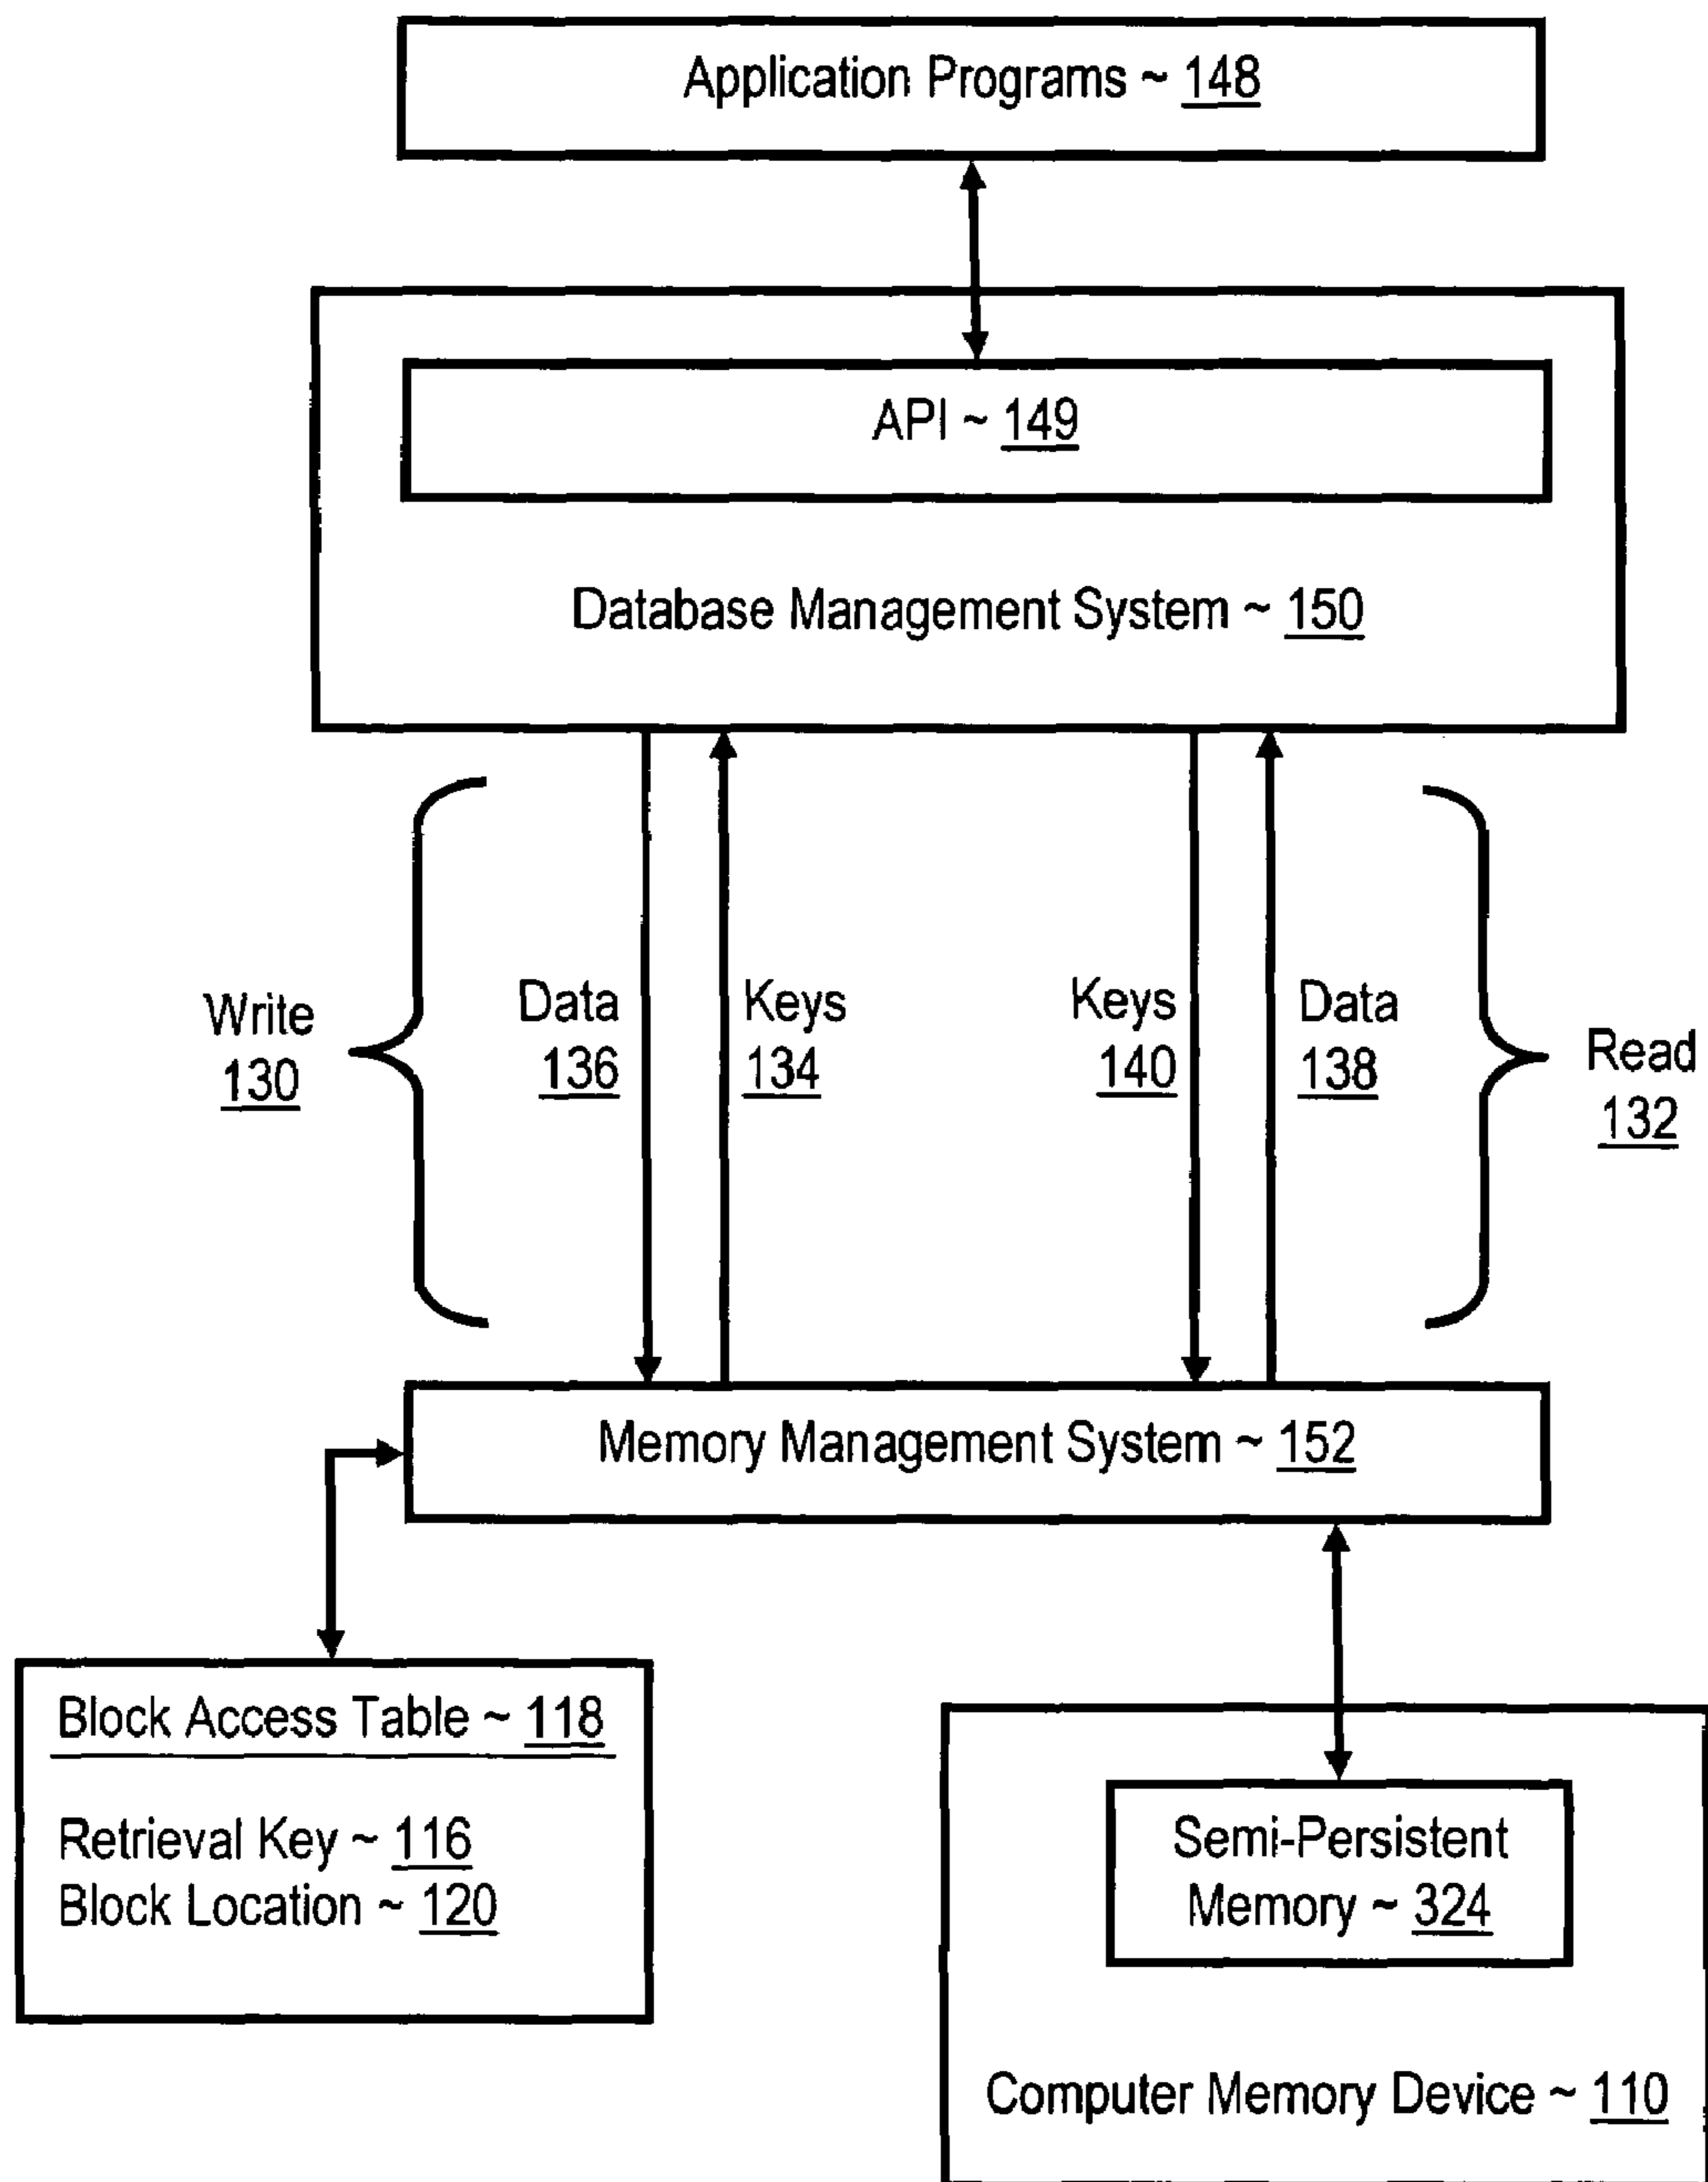 Application Programs ~ 148
API ~ 149
Database Management System ~ 150
Write
130
Data
136
Keys
134
Keys
140
Data
138
Read
132
Memory Management System ~ 152
Block Access Table ~ 118
Retrieval Key ~ 116
Block Location ~ 120
Semi-Persistent
Memory ~ 324
Computer Memory Device ~ 110